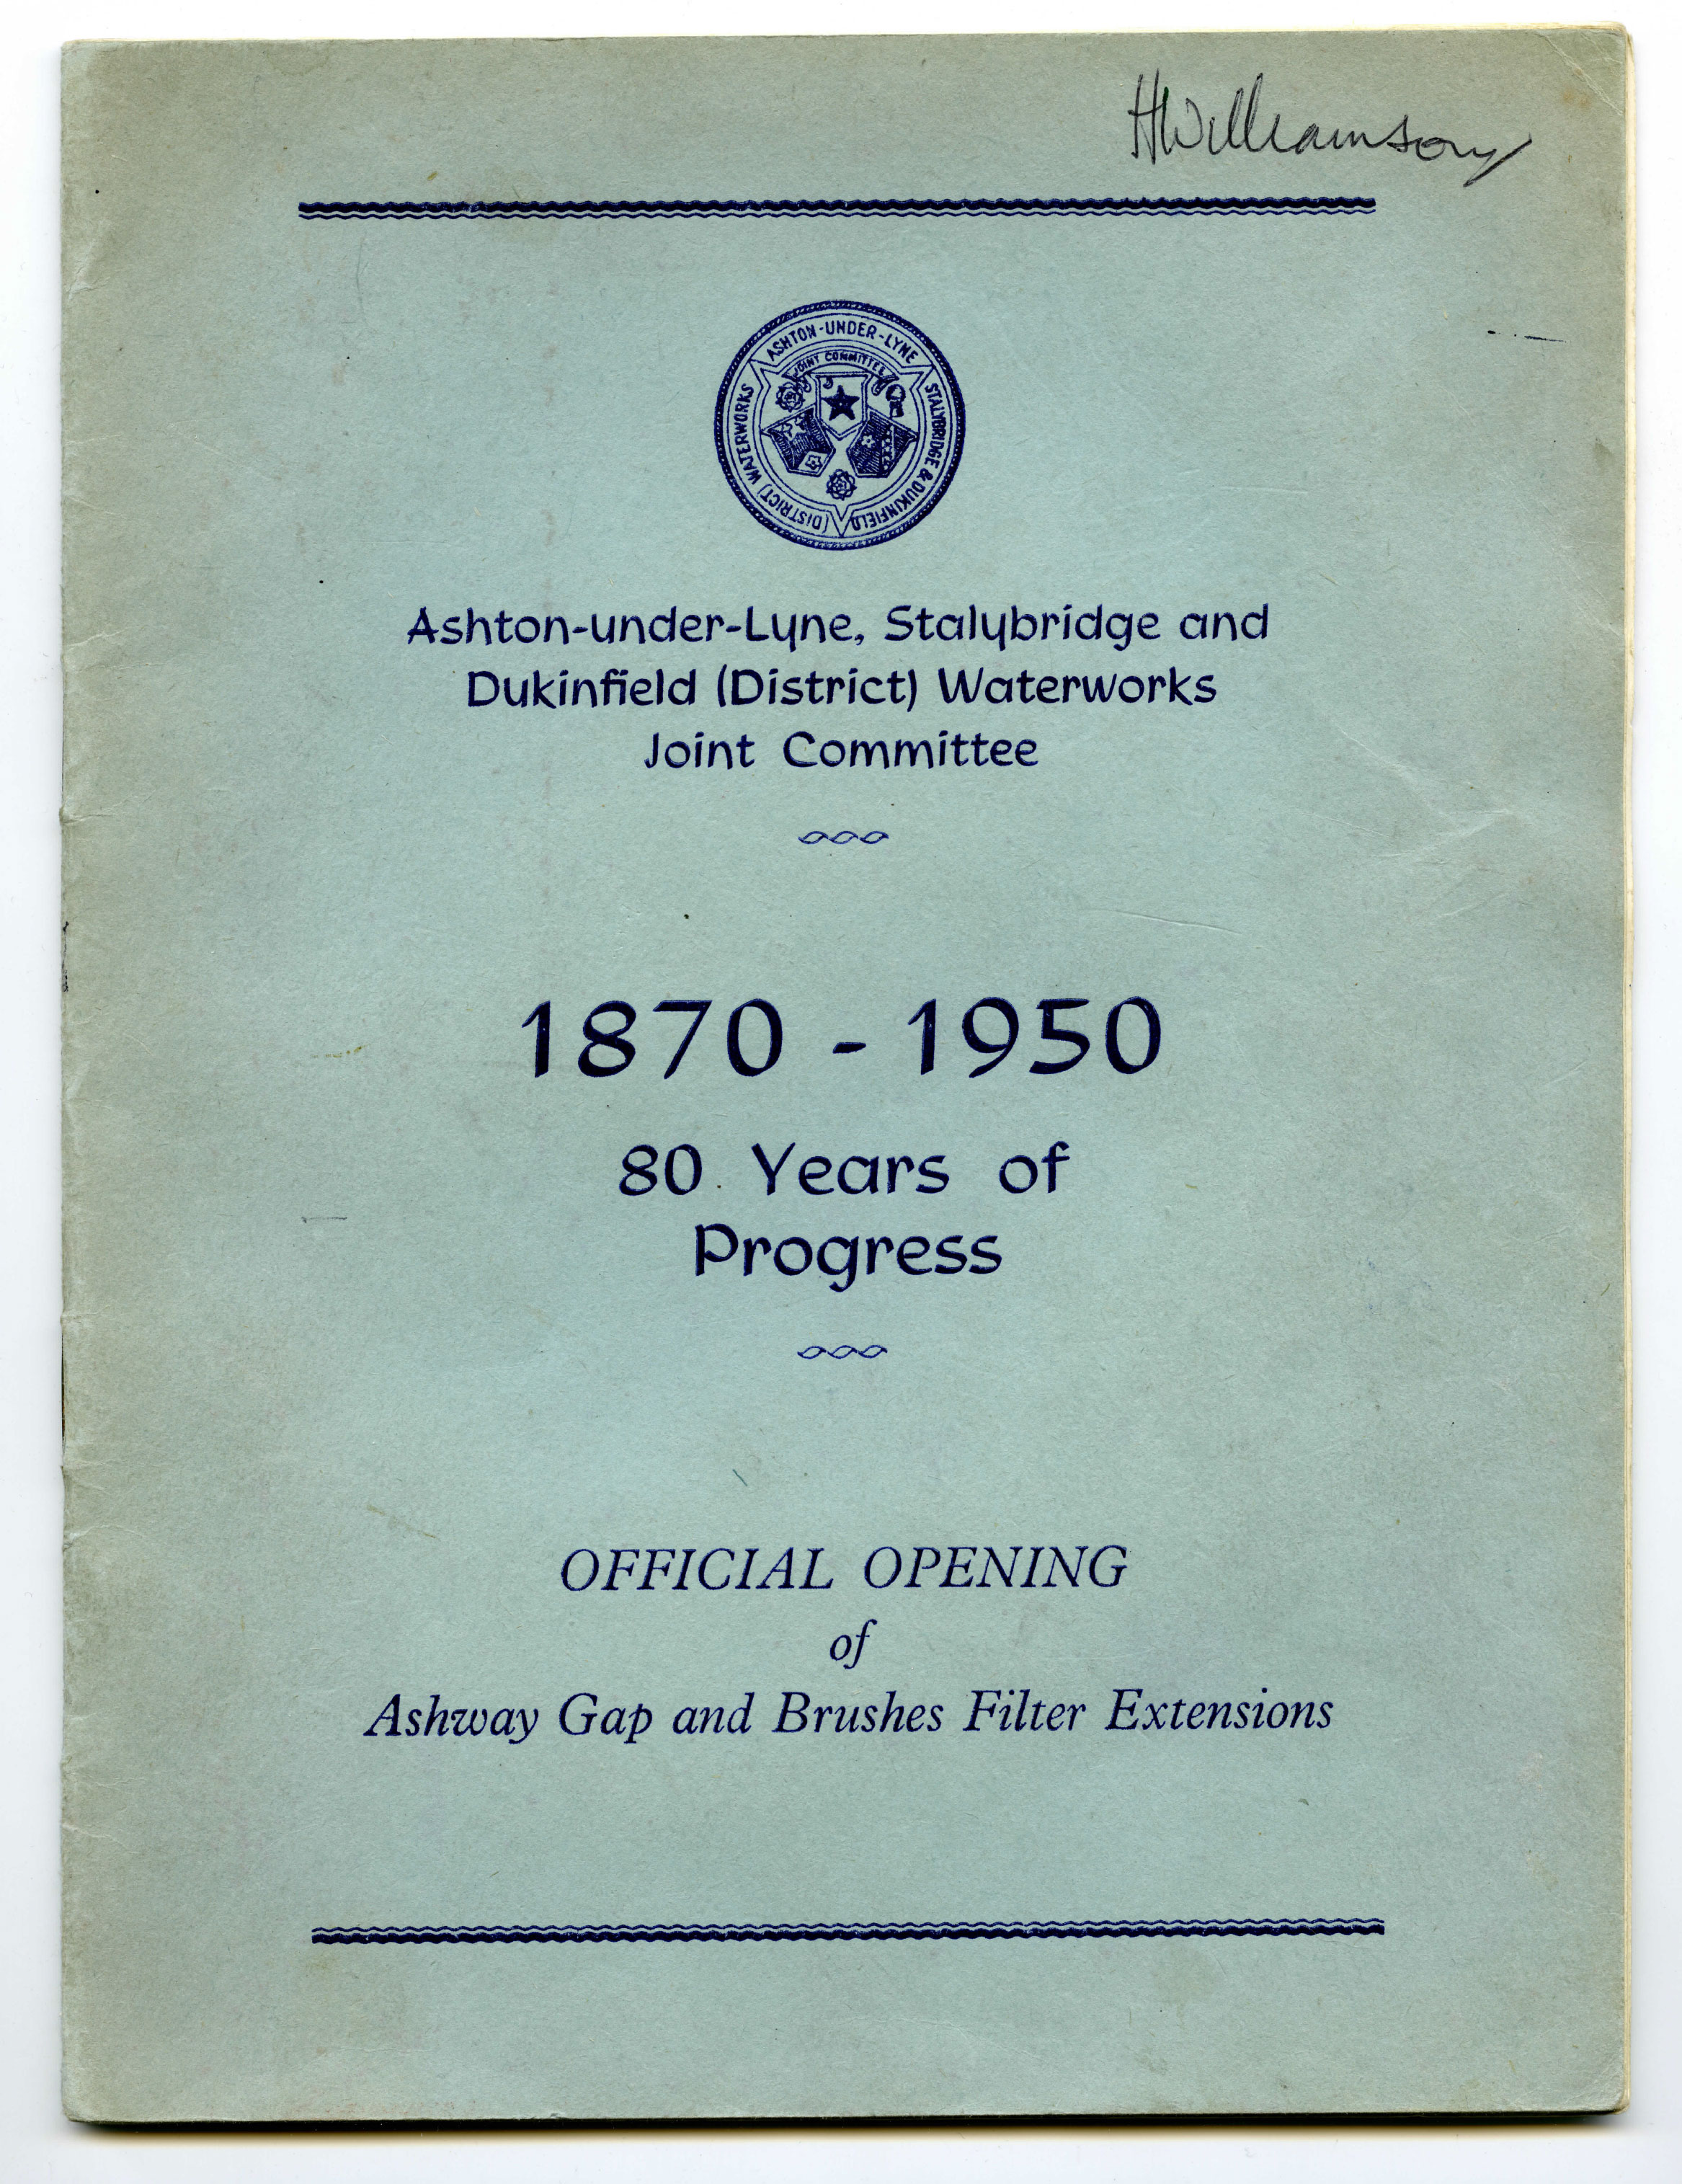 HWilliamson
ASHTON-UNDER-LYNE
STALYBRIDGE & DUKINFIELD
(DISTRICT) WATERWORKS
JOINT COMMITTEE
Ashton-under-Lyne, Stalybridge and
Dukinfield (District) Waterworks
Joint Committee
1870 - 1950
80 Years of
Progress
OFFICIAL OPENING
of
Ashway Gap and Brushes Filter Extensions